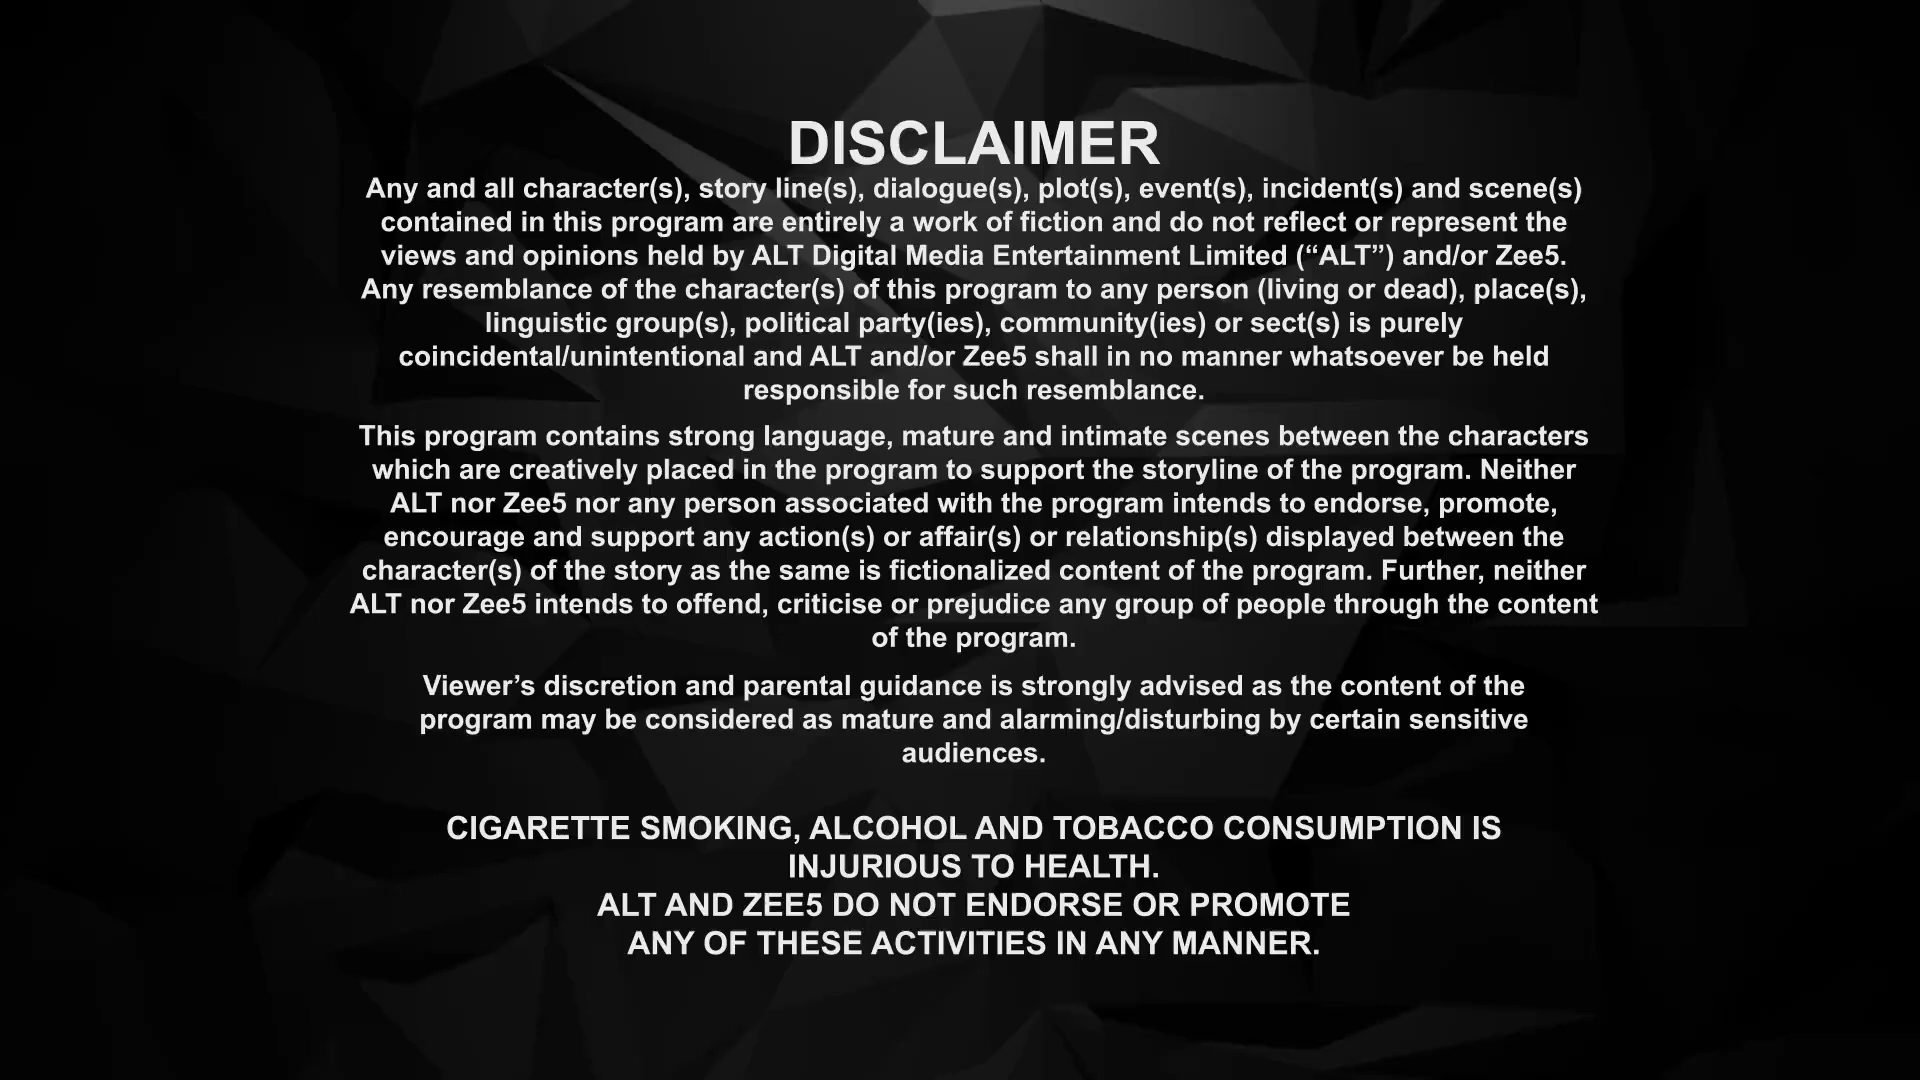 DISCLAIMER
Any and all character(s), story line(s), dialogue(s), plot(s), event(s), incident(s) and scene(s)
contained in this program are entirely a work of fiction and do not reflect or represent the
views and opinions held by ALT Digital Media Entertainment Limited (“ALT”) and/or Zee5.
Any resemblance of the character(s) of this program to any person (living or dead), place(s),
linguistic group(s), political party(ies), community(ies) or sect(s) is purely
coincidental/unintentional and ALT and/or Zee5 shall in no manner whatsoever be held
responsible for such resemblance.
This program contains strong language, mature and intimate scenes between the characters
which are creatively placed in the program to support the storyline of the program. Neither
ALT nor Zee5 nor any person associated with the program intends to endorse, promote,
encourage and support any action(s) or affair(s) or relationship(s) displayed between the
character(s) of the story as the same is fictionalized content of the program. Further, neither
ALT nor Zee5 intends to offend, criticise or prejudice any group of people through the content
of the program.
Viewer’s discretion and parental guidance is strongly advised as the content of the
program may be considered as mature and alarming/disturbing by certain sensitive
audiences.
CIGARETTE SMOKING, ALCOHOL AND TOBACCO CONSUMPTION IS
INJURIOUS TO HEALTH.
ALT AND ZEE5 DO NOT ENDORSE OR PROMOTE
ANY OF THESE ACTIVITIES IN ANY MANNER.